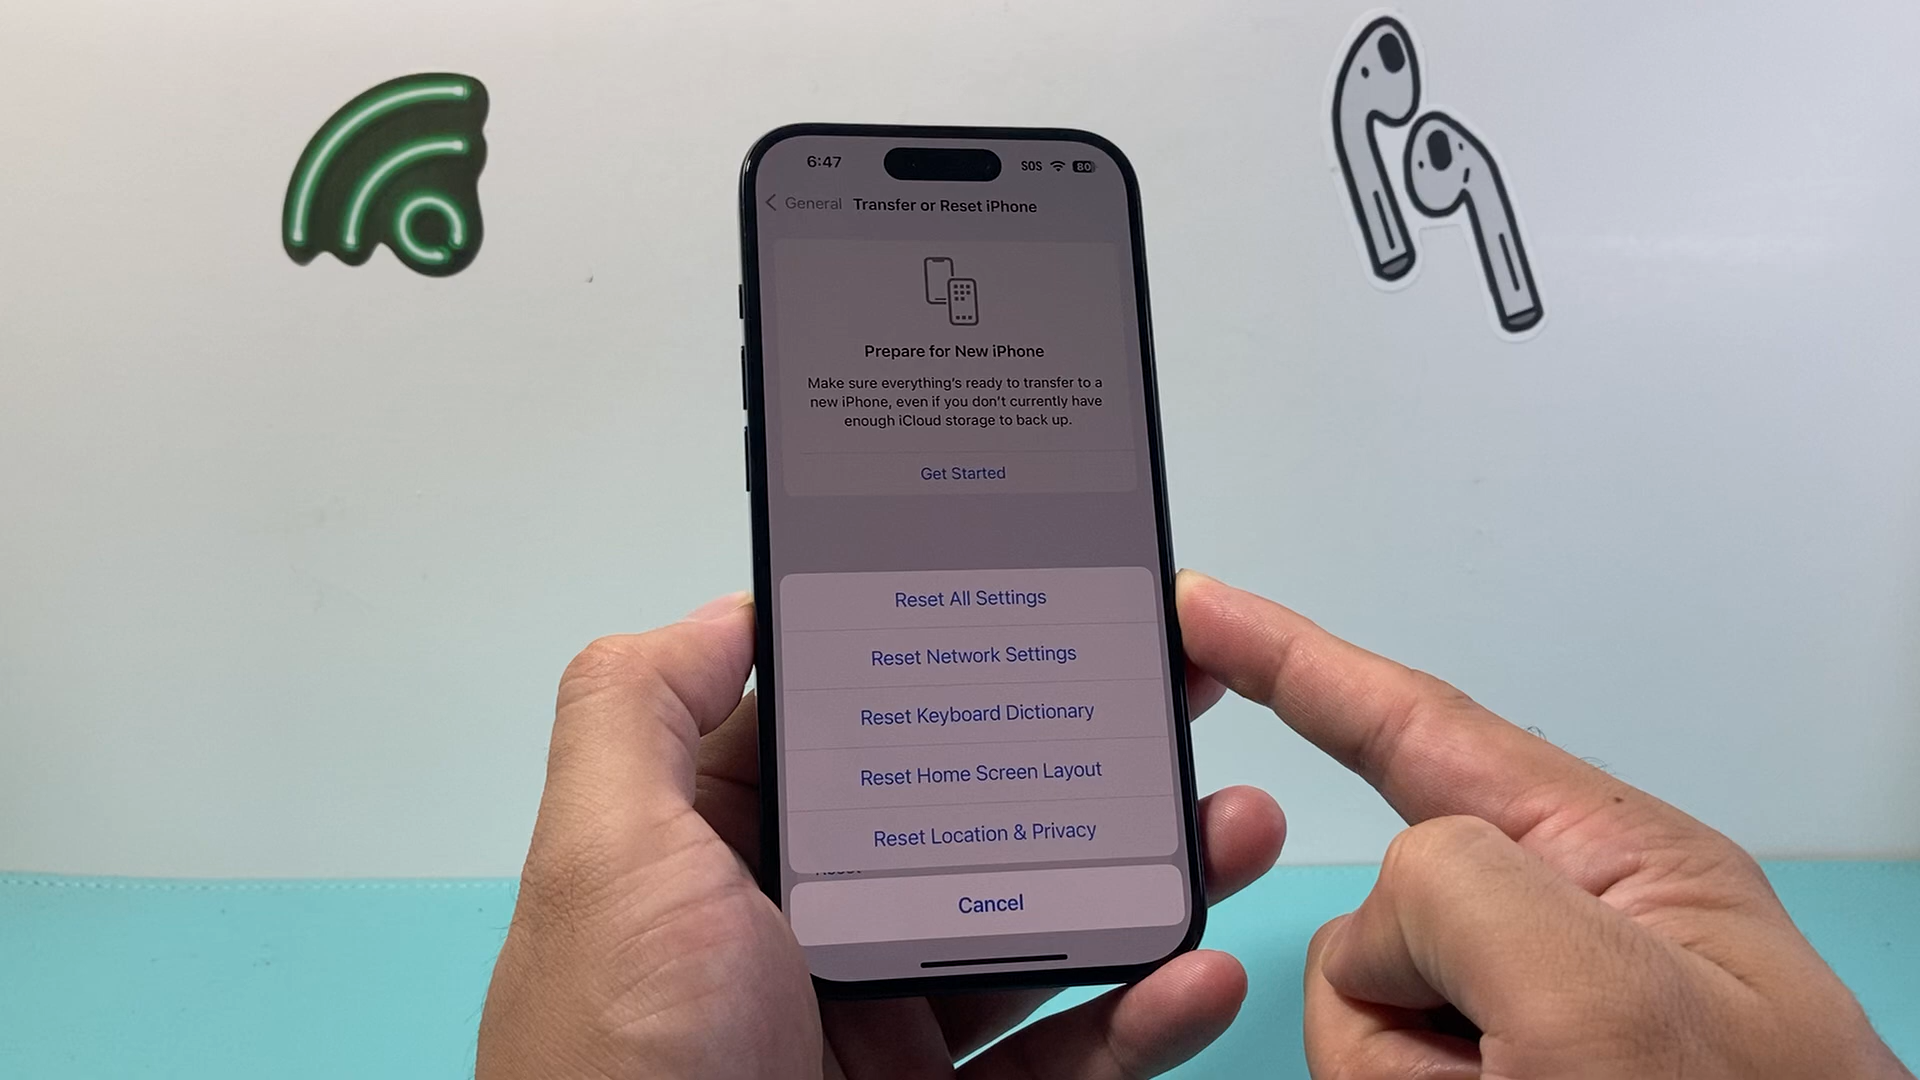 6:47 SOS 80
General Transfer or Reset iPhone
Prepare for New iPhone
Make sure everything's ready to transfer to a
new iPhone, even if you don't currently have
enough iCloud storage to back up.
Get Started
Reset All Settings
Reset Network Settings
Reset Keyboard Dictionary
Reset Home Screen Layout
Reset Location & Privacy
Cancel